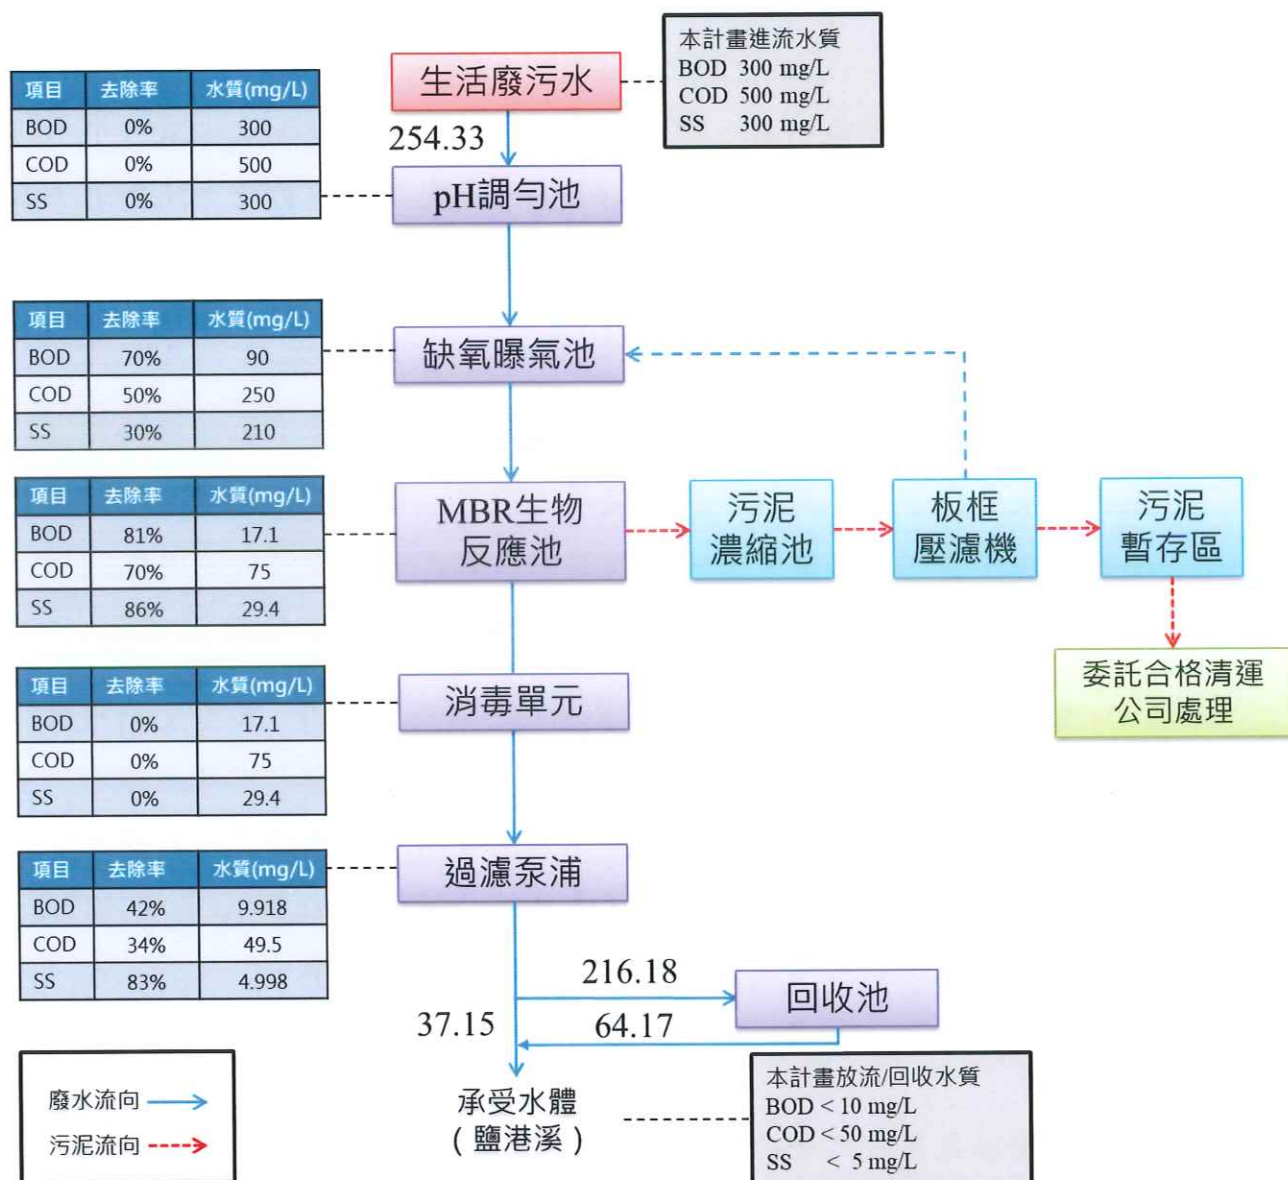 本計畫進流水質
BOD 300 mg/L
COD 500 mg/L
SS 300 mg/L
生活廢污水
254.33
項目 去除率 水質(mg/L)
BOD 0% 300
COD 0% 500
SS 0% 300
pH調勻池
項目 去除率 水質(mg/L)
BOD 70% 90
COD 50% 250
SS 30% 210
缺氧曝氣池
項目 去除率 水質(mg/L)
BOD 81% 17.1
COD 70% 75
SS 86% 29.4
MBR生物
反應池
污泥
濃縮池
板框
壓濾機
污泥
暫存區
委託合格清運
公司處理
項目 去除率 水質(mg/L)
BOD 0% 17.1
COD 0% 75
SS 0% 29.4
消毒單元
項目 去除率 水質(mg/L)
BOD 42% 9.918
COD 34% 49.5
SS 83% 4.998
過濾泵浦
216.18
回收池
37.15
64.17
承受水體
(鹽港溪)
本計畫放流/回收水質
BOD < 10 mg/L
COD < 50 mg/L
SS < 5 mg/L
廢水流向
污泥流向